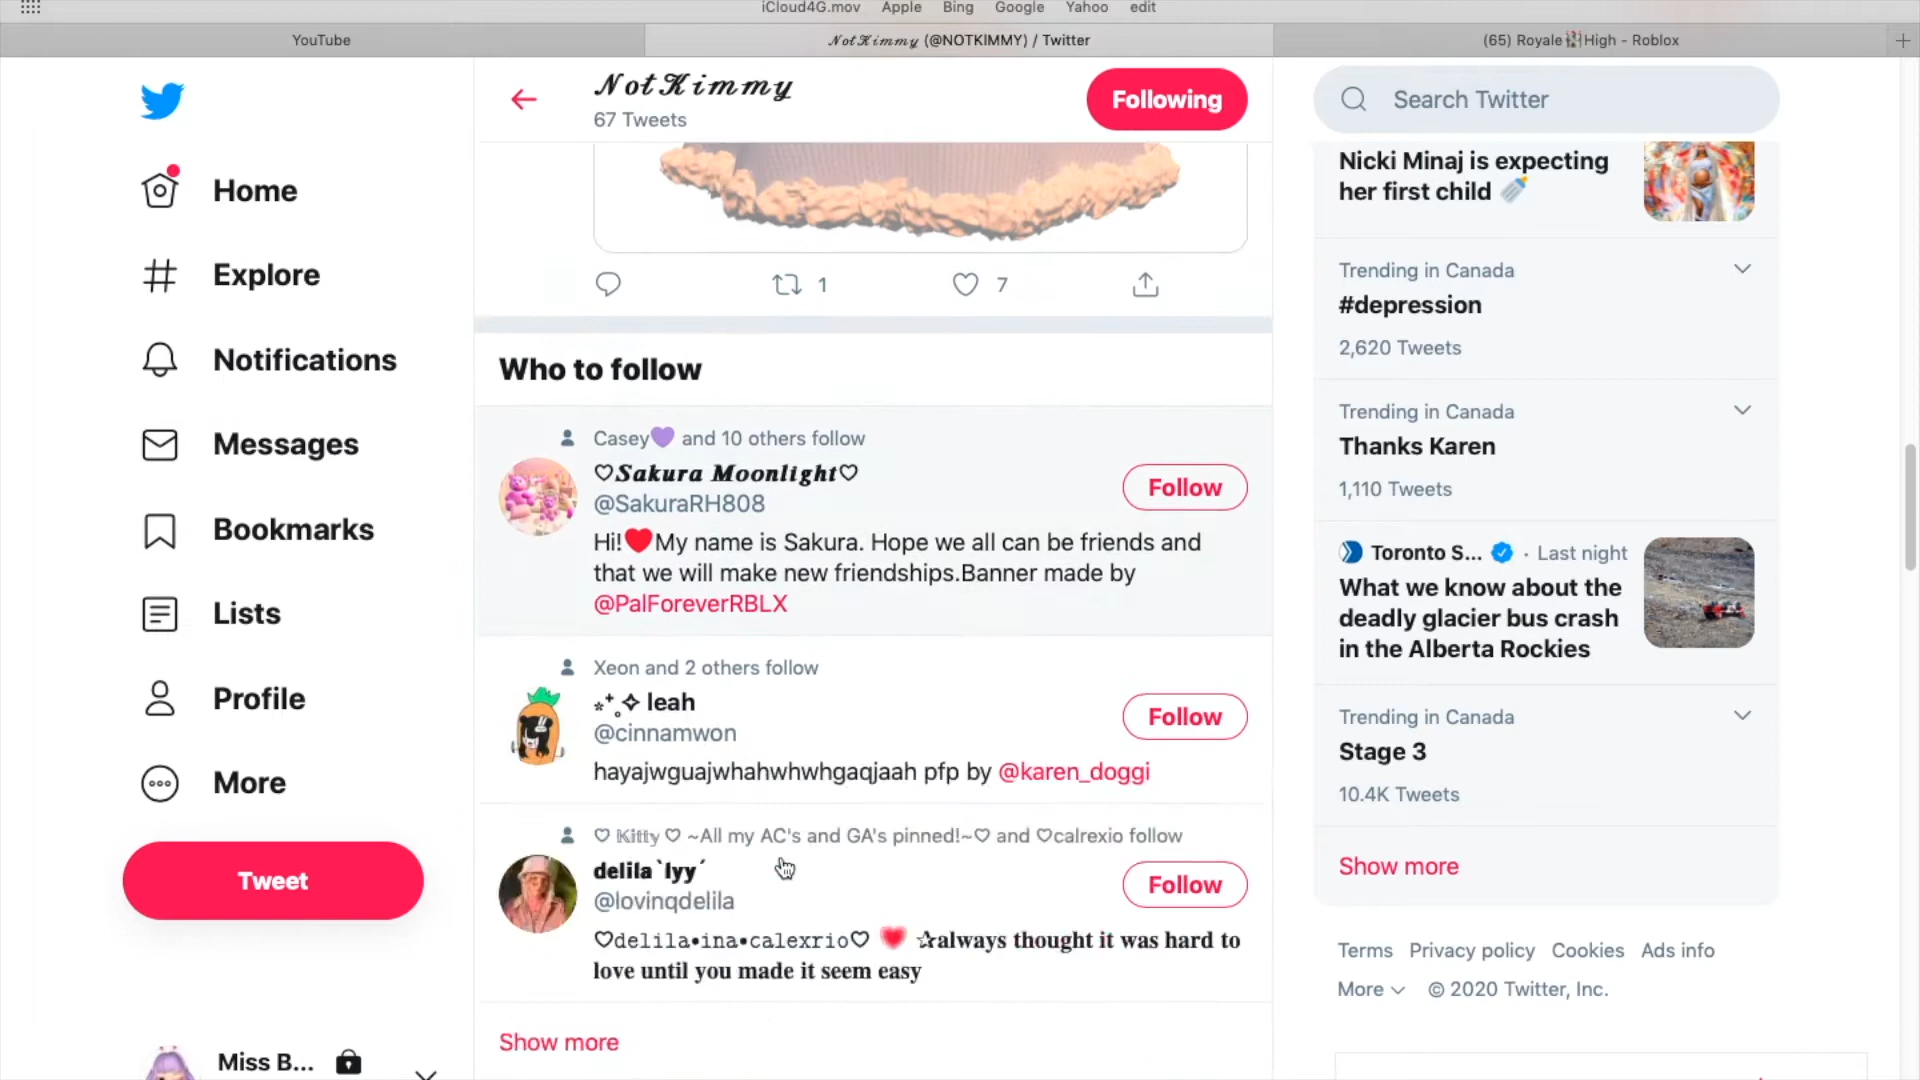 iCloud4G.mov Apple Bing Google Yahoo edit
YouTube
𝒩𝑜𝓉𝒦𝒾𝓂𝓂𝓎 (@NOTKIMMY) / Twitter
(65) Royale🏰High - Roblox
𝒩𝑜𝓉𝒦𝒾𝓂𝓂𝓎
67 Tweets
Following
Search Twitter
Home
Explore
Notifications
Messages
Bookmarks
Lists
Profile
More
Tweet
Miss B...
1
7
Who to follow
Casey💜 and 10 others follow
♡𝑺𝒂𝒌𝒖𝒓𝒂 𝑴𝒐𝒐𝒏𝒍𝒊𝒈𝒉𝒕♡
@SakuraRH808
Follow
Hi!❤️My name is Sakura. Hope we all can be friends and
that we will make new friendships.Banner made by
@PalForeverRBLX
Xeon and 2 others follow
⁎⁺˳✧ leah
@cinnamwon
Follow
hayajwguajwhahwhwhgaqjaah pfp by @karen_doggi
♡ 𝕂𝕚𝕥𝕥𝕪 ♡ ~All my AC's and GA's pinned!~♡ and ♡calrexio follow
delila`lyy´
@lovinqdelila
Follow
♡𝚍𝚎𝚕𝚒𝚕𝚊•𝚒𝚗𝚊•𝚌𝚊𝚕𝚎𝚡𝚛𝚒𝚘♡ 💗 ✰𝐚𝐥𝐰𝐚𝐲𝐬 𝐭𝐡𝐨𝐮𝐠𝐡𝐭 𝐢𝐭 𝐰𝐚𝐬 𝐡𝐚𝐫𝐝 𝐭𝐨
𝐥𝐨𝐯𝐞 𝐮𝐧𝐭𝐢𝐥 𝐲𝐨𝐮 𝐦𝐚𝐝𝐞 𝐢𝐭 𝐬𝐞𝐞𝐦 𝐞𝐚𝐬𝐲
Show more
Nicki Minaj is expecting
her first child 🍼
Trending in Canada
#depression
2,620 Tweets
Trending in Canada
Thanks Karen
1,110 Tweets
Toronto S... · Last night
What we know about the
deadly glacier bus crash
in the Alberta Rockies
Trending in Canada
Stage 3
10.4K Tweets
Show more
Terms Privacy policy Cookies Ads info
More © 2020 Twitter, Inc.